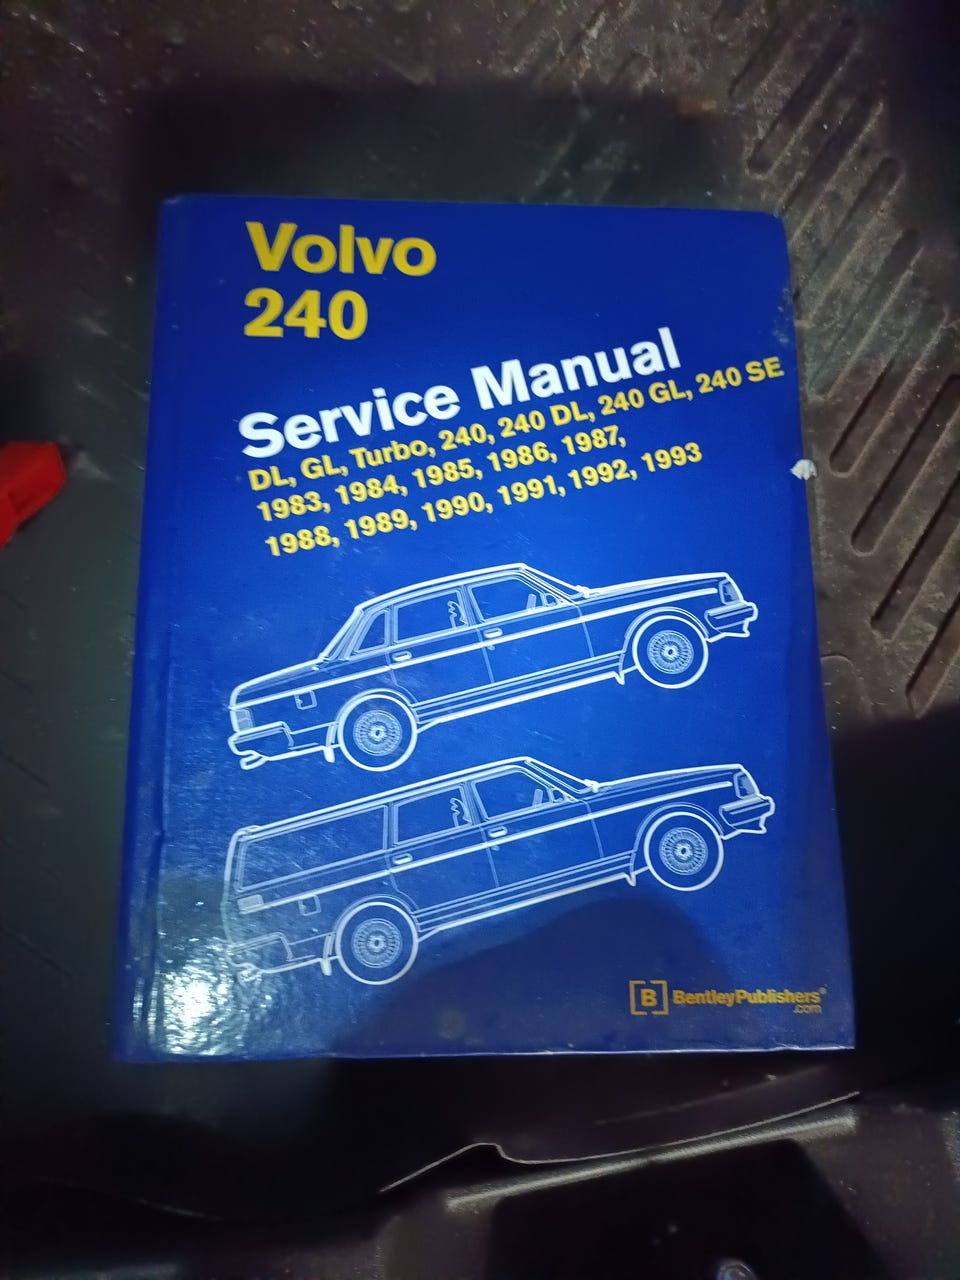 Volvo
240
Service Manual
DL, GL, Turbo, 240, 240 DL, 240 GL, 240 SE
1983, 1984, 1985, 1986, 1987,
1988, 1989, 1990, 1991, 1992, 1993
B BentleyPublishers®
.com